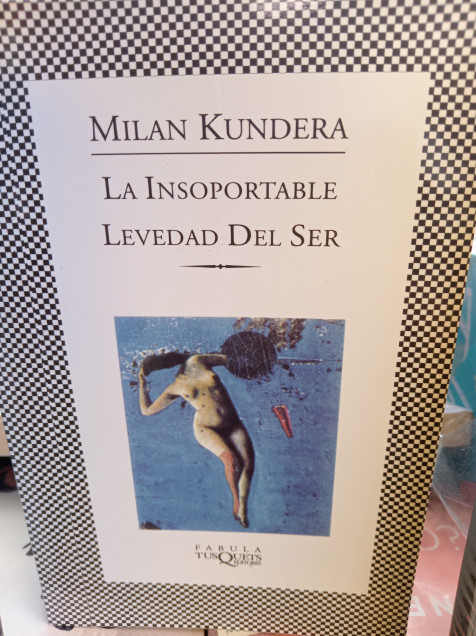 MILAN KUNDERA
LA INSOPORTABLE
LEVEDAD DEL SER
FABULA
TUSQUETS
EDITORES